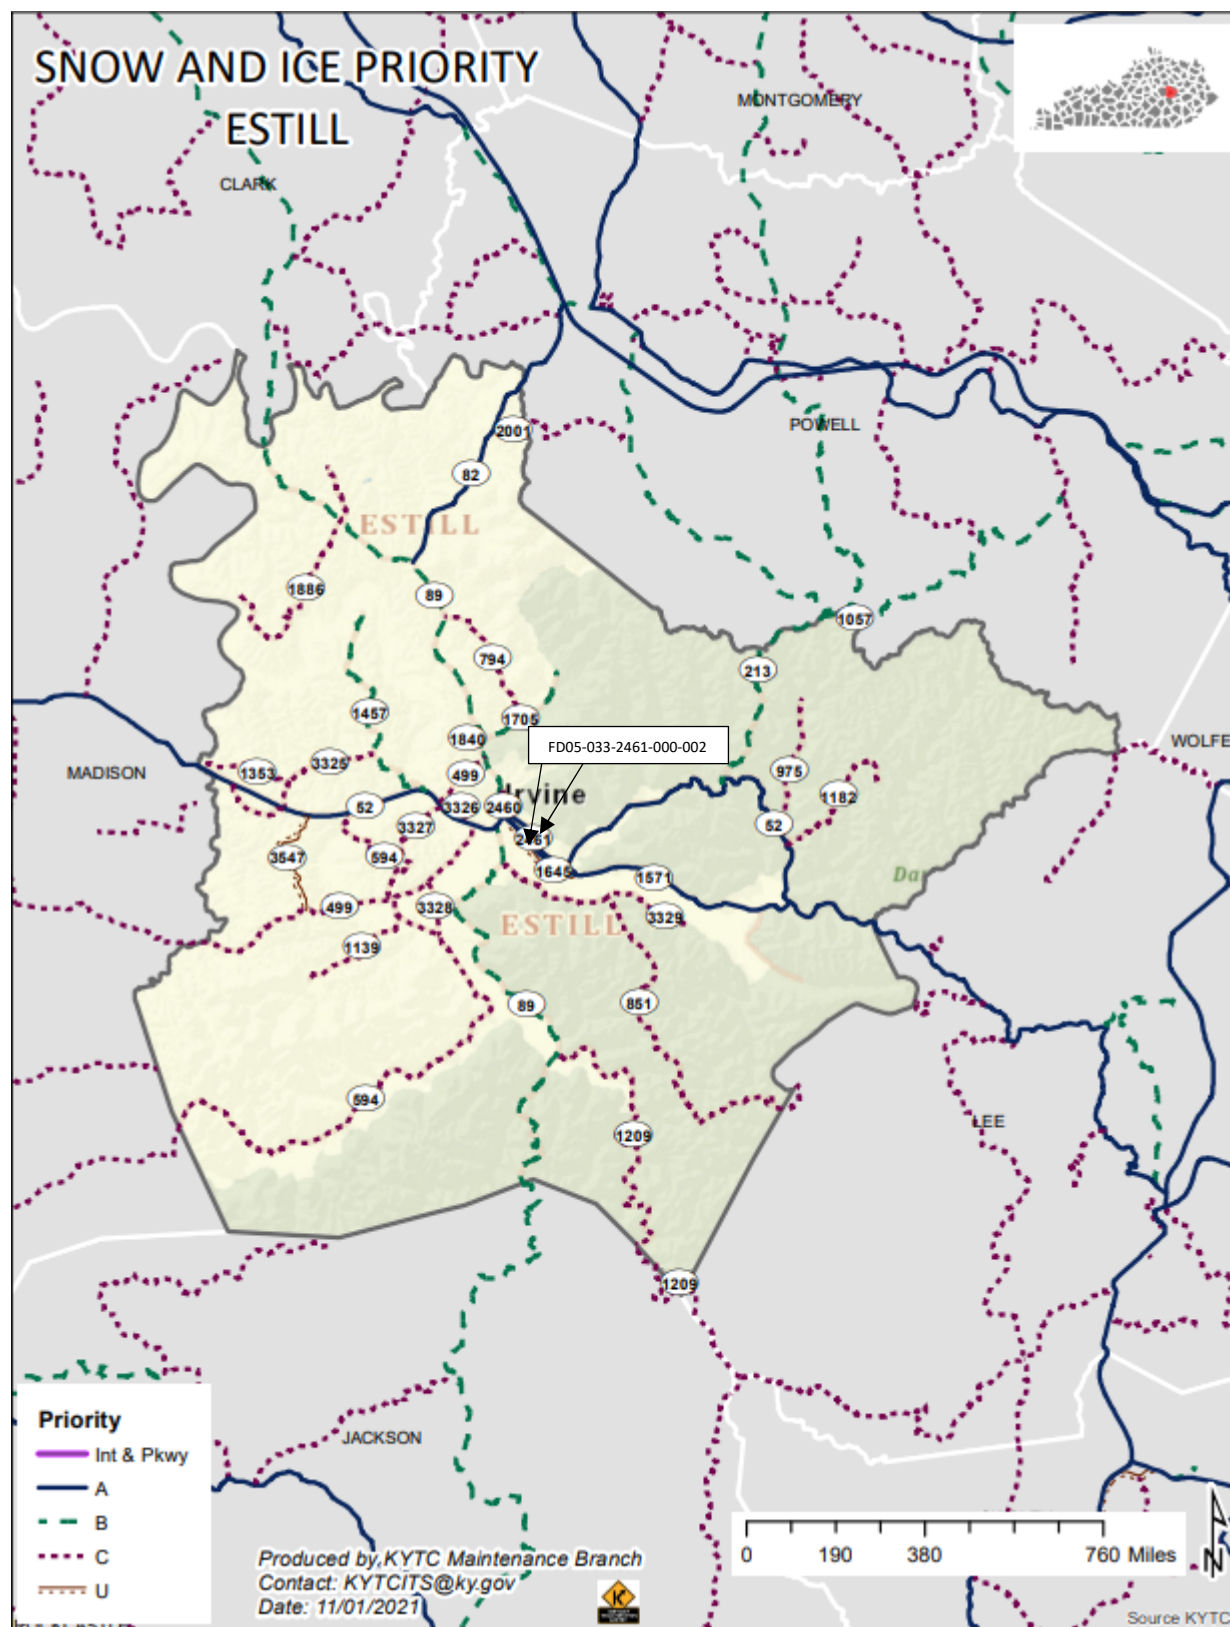 SNOW AND ICE PRIORITY
ESTILL
MONTGOMERY
CLARK
POWELL
2001
82
ESTILL
1886
89
1057
794
213
1457
1705
1840
FD05-033-2461-000-002
WOLFE
MADISON
1353
3325
499
975
Irvine
1182
52
3326
2460
3327
52
2461
3547
594
1645
1571
Da
499
3328
3329
ESTILL
1139
89
851
594
LEE
1209
1209
JACKSON
Priority
Int & Pkwy
A
B
C
U
0 190 380 760 Miles
N
Produced by KYTC Maintenance Branch
Contact: KYTCITS@ky.gov
Date: 11/01/2021
Source KYTC